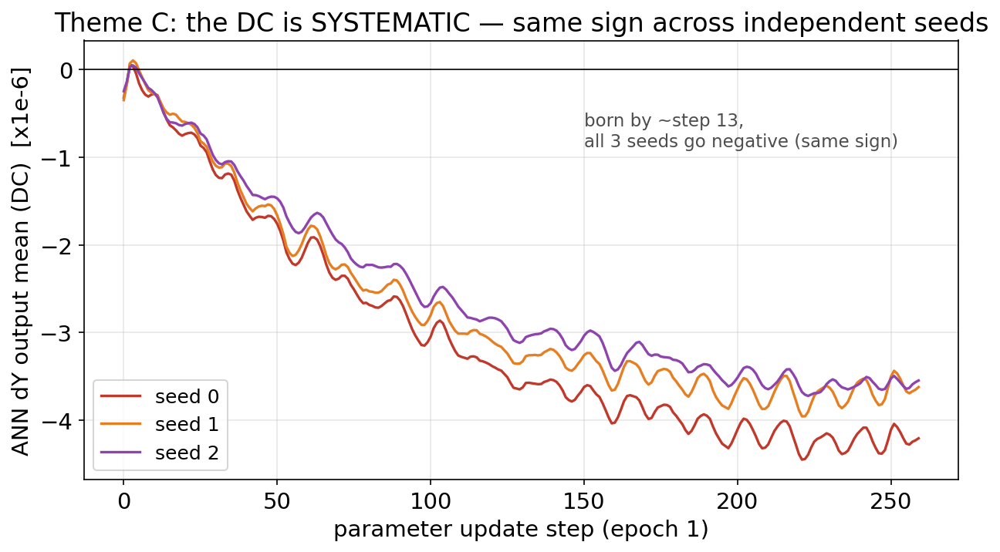 Theme C: the DC is SYSTEMATIC — same sign across independent seeds
ANN dY output mean (DC)  [x1e-6]
0
−1
−2
−3
−4
born by ~step 13,
all 3 seeds go negative (same sign)
seed 0
seed 1
seed 2
0
50
100
150
200
250
parameter update step (epoch 1)